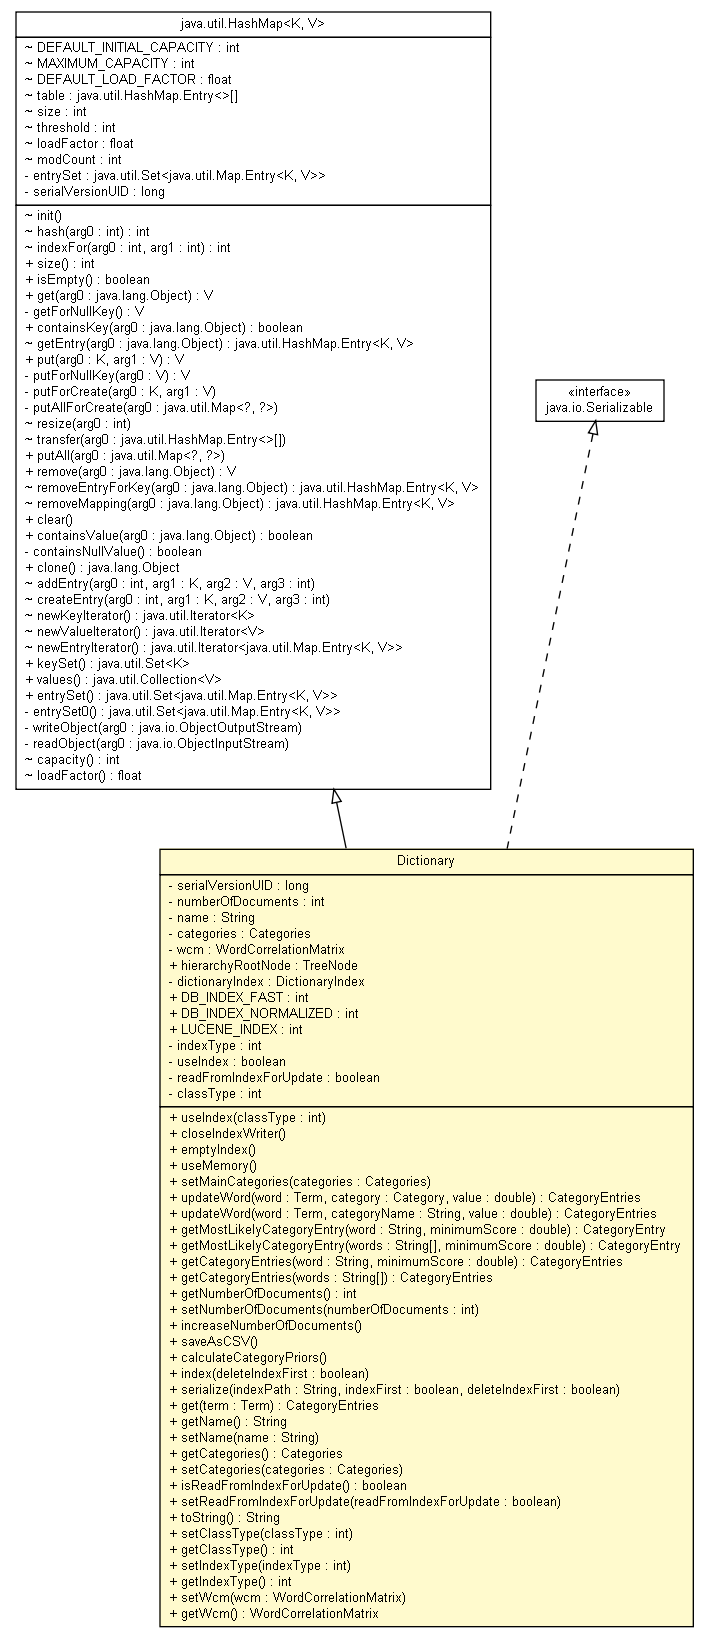 java.util.HashMap<K, V>
~ DEFAULT_INITIAL_CAPACITY : int
~ MAXIMUM_CAPACITY : int
~ DEFAULT_LOAD_FACTOR : float
~ table : java.util.HashMap.Entry<>[]
~ size : int
~ threshold : int
~ loadFactor : float
~ modCount : int
- entrySet : java.util.Set<java.util.Map.Entry<K, V>>
- serialVersionUID : long
~ init()
~ hash(arg0 : int) : int
~ indexFor(arg0 : int, arg1 : int) : int
+ size() : int
+ isEmpty() : boolean
+ get(arg0 : java.lang.Object) : V
- getForNullKey() : V
+ containsKey(arg0 : java.lang.Object) : boolean
~ getEntry(arg0 : java.lang.Object) : java.util.HashMap.Entry<K, V>
+ put(arg0 : K, arg1 : V) : V
- putForNullKey(arg0 : V) : V
- putForCreate(arg0 : K, arg1 : V)
- putAllForCreate(arg0 : java.util.Map<?, ?>)
~ resize(arg0 : int)
~ transfer(arg0 : java.util.HashMap.Entry<>[])
+ putAll(arg0 : java.util.Map<?, ?>)
+ remove(arg0 : java.lang.Object) : V
~ removeEntryForKey(arg0 : java.lang.Object) : java.util.HashMap.Entry<K, V>
~ removeMapping(arg0 : java.lang.Object) : java.util.HashMap.Entry<K, V>
+ clear()
+ containsValue(arg0 : java.lang.Object) : boolean
- containsNullValue() : boolean
+ clone() : java.lang.Object
~ addEntry(arg0 : int, arg1 : K, arg2 : V, arg3 : int)
~ createEntry(arg0 : int, arg1 : K, arg2 : V, arg3 : int)
~ newKeyIterator() : java.util.Iterator<K>
~ newValueIterator() : java.util.Iterator<V>
~ newEntryIterator() : java.util.Iterator<java.util.Map.Entry<K, V>>
+ keySet() : java.util.Set<K>
+ values() : java.util.Collection<V>
+ entrySet() : java.util.Set<java.util.Map.Entry<K, V>>
- entrySet0() : java.util.Set<java.util.Map.Entry<K, V>>
- writeObject(arg0 : java.io.ObjectOutputStream)
- readObject(arg0 : java.io.ObjectInputStream)
~ capacity() : int
~ loadFactor() : float
«interface»
java.io.Serializable
Dictionary
- serialVersionUID : long
- numberOfDocuments : int
- name : String
- categories : Categories
- wcm : WordCorrelationMatrix
+ hierarchyRootNode : TreeNode
- dictionaryIndex : DictionaryIndex
+ DB_INDEX_FAST : int
+ DB_INDEX_NORMALIZED : int
+ LUCENE_INDEX : int
- indexType : int
- useIndex : boolean
- readFromIndexForUpdate : boolean
- classType : int
+ useIndex(classType : int)
+ closeIndexWriter()
+ emptyIndex()
+ useMemory()
+ setMainCategories(categories : Categories)
+ updateWord(word : Term, category : Category, value : double) : CategoryEntries
+ updateWord(word : Term, categoryName : String, value : double) : CategoryEntries
+ getMostLikelyCategoryEntry(word : String, minimumScore : double) : CategoryEntry
+ getMostLikelyCategoryEntry(words : String[], minimumScore : double) : CategoryEntry
+ getCategoryEntries(word : String, minimumScore : double) : CategoryEntries
+ getCategoryEntries(words : String[]) : CategoryEntries
+ getNumberOfDocuments() : int
+ setNumberOfDocuments(numberOfDocuments : int)
+ increaseNumberOfDocuments()
+ saveAsCSV()
+ calculateCategoryPriors()
+ index(deleteIndexFirst : boolean)
+ serialize(indexPath : String, indexFirst : boolean, deleteIndexFirst : boolean)
+ get(term : Term) : CategoryEntries
+ getName() : String
+ setName(name : String)
+ getCategories() : Categories
+ setCategories(categories : Categories)
+ isReadFromIndexForUpdate() : boolean
+ setReadFromIndexForUpdate(readFromIndexForUpdate : boolean)
+ toString() : String
+ setClassType(classType : int)
+ getClassType() : int
+ setIndexType(indexType : int)
+ getIndexType() : int
+ setWcm(wcm : WordCorrelationMatrix)
+ getWcm() : WordCorrelationMatrix